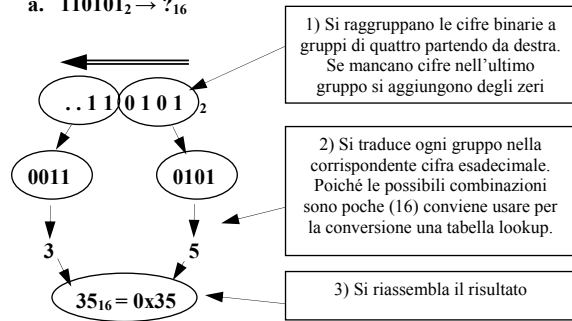 a. 110101₂ → ?₁₆
1) Si raggruppano le cifre binarie a
gruppi di quattro partendo da destra.
Se mancano cifre nell'ultimo
gruppo si aggiungono degli zeri
. . 1 1 0 1 0 1 ₂
2) Si traduce ogni gruppo nella
corrispondente cifra esadecimale.
Poiché le possibili combinazioni
sono poche (16) conviene usare per
la conversione una tabella lookup.
0011 0101
3 5
3) Si riassembla il risultato
35₁₆ = 0x35